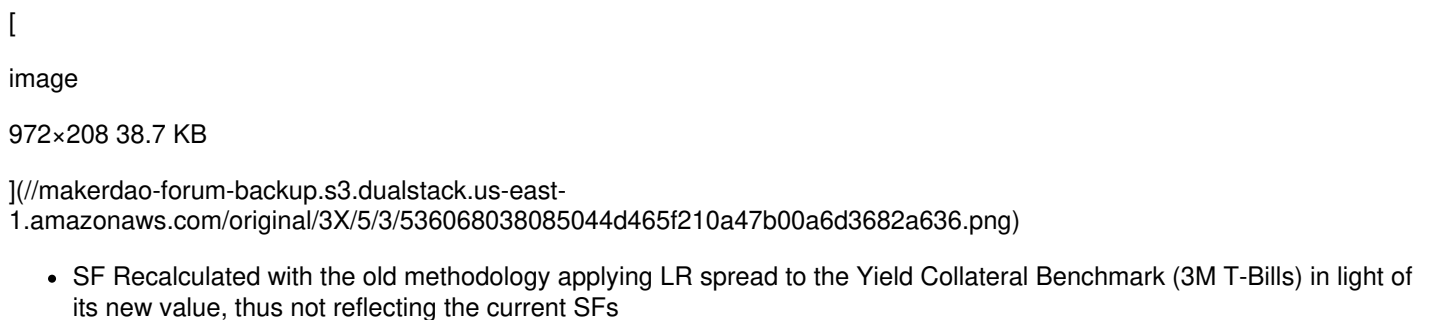 [
image
972×208 38.7 KB
](//makerdao-forum-backup.s3.dualstack.us-east-
1.amazonaws.com/original/3X/5/3/536068038085044d465f210a47b00a6d3682a636.png)
• SF Recalculated with the old methodology applying LR spread to the Yield Collateral Benchmark (3M T-Bills) in light of
its new value, thus not reflecting the current SFs